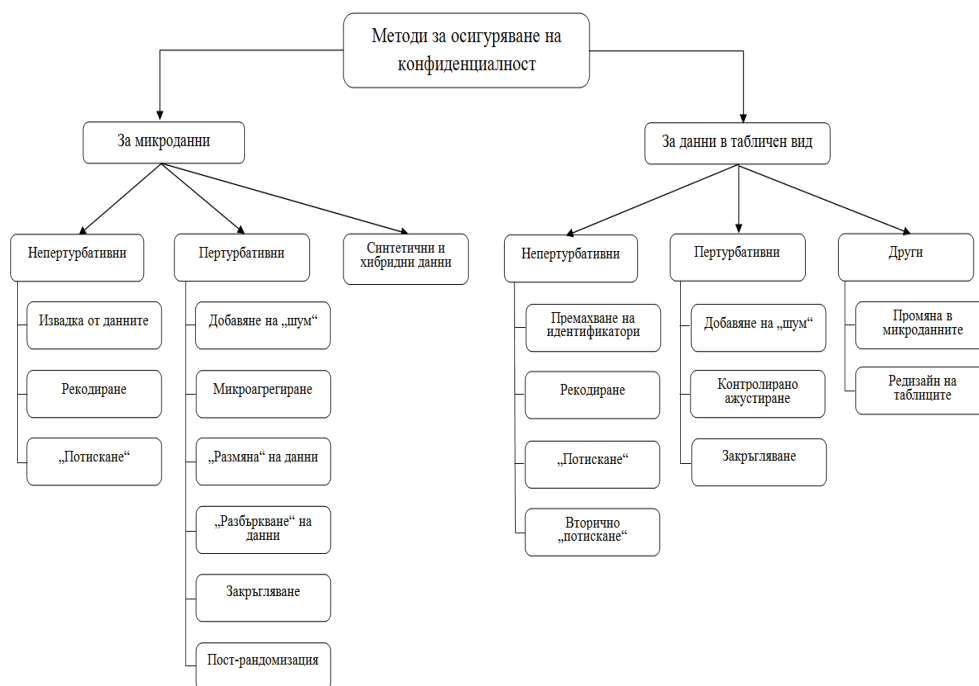 Методи за осигуряване на
конфиденциалност
За микроданни
За данни в табличен вид
Непертурбативни
Извадка от данните
Рекодиране
„Потискане“
Пертурбативни
Добавяне на „шум“
Микроагрегиране
„Размяна“ на данни
„Разбъркване“ на
данни
Закръгляване
Пост-рандомизация
Синтетични и
хибридни данни
Непертурбативни
Премахване на
идентификатори
Рекодиране
„Потискане“
Вторично
„потискане“
Пертурбативни
Добавяне на „шум“
Контролирано
ажустиране
Закръгляване
Други
Промяна в
микроданните
Редизайн на
таблиците